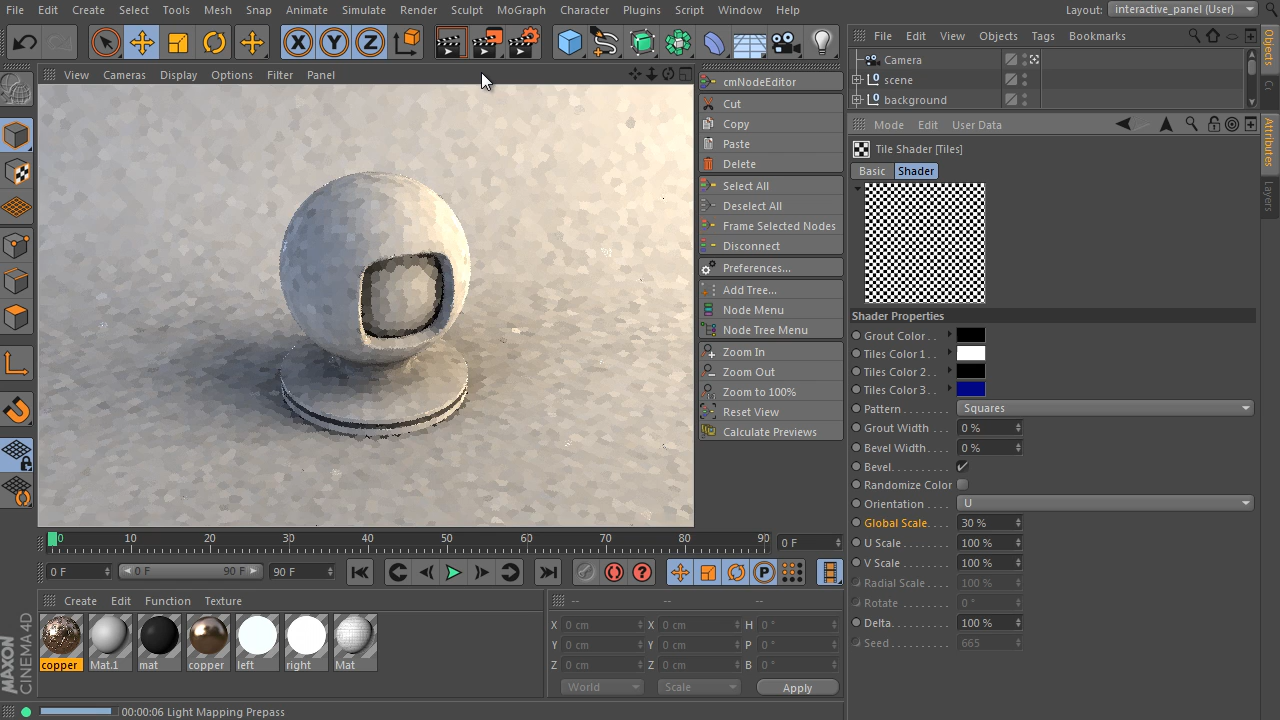 File Edit Create Select Tools Mesh Snap Animate Simulate Render Sculpt MoGraph Character Plugins Script Window Help Layout: interactive_panel (User)
X Y Z
File Edit View Objects Tags Bookmarks
View Cameras Display Options Filter Panel
Camera
scene
background
cmNodeEditor
Cut
Copy
Paste
Delete
Select All
Deselect All
Frame Selected Nodes
Disconnect
Preferences...
Add Tree...
Node Menu
Node Tree Menu
Zoom In
Zoom Out
Zoom to 100%
Reset View
Calculate Previews
Mode Edit User Data
Tile Shader [Tiles]
Basic Shader
Shader Properties
Grout Color . .
Tiles Color 1 . .
Tiles Color 2 . .
Tiles Color 3 . .
Pattern . . . . . . . Squares
Grout Width . . . 0 %
Bevel Width . . . 0 %
Bevel. . . . . . . . .
Randomize Color
Orientation . . . . U
Global Scale. . . . 30 %
U Scale . . . . . . . 100 %
V Scale . . . . . . . 100 %
Radial Scale . . . 100 %
Rotate . . . . . . . 0 °
Delta. . . . . . . . . 100 %
Seed. . . . . . . . . 665
Objects
Attributes
Layers
0 10 20 30 40 50 60 70 80 90 0 F
0 F 0 F 90 F 90 F
P
Create Edit Function Texture
copper Mat.1 mat copper left right Mat
-- -- --
X 0 cm X 0 cm H 0 °
Y 0 cm Y 0 cm P 0 °
Z 0 cm Z 0 cm B 0 °
World Scale Apply
MAXON CINEMA 4D
00:00:06 Light Mapping Prepass